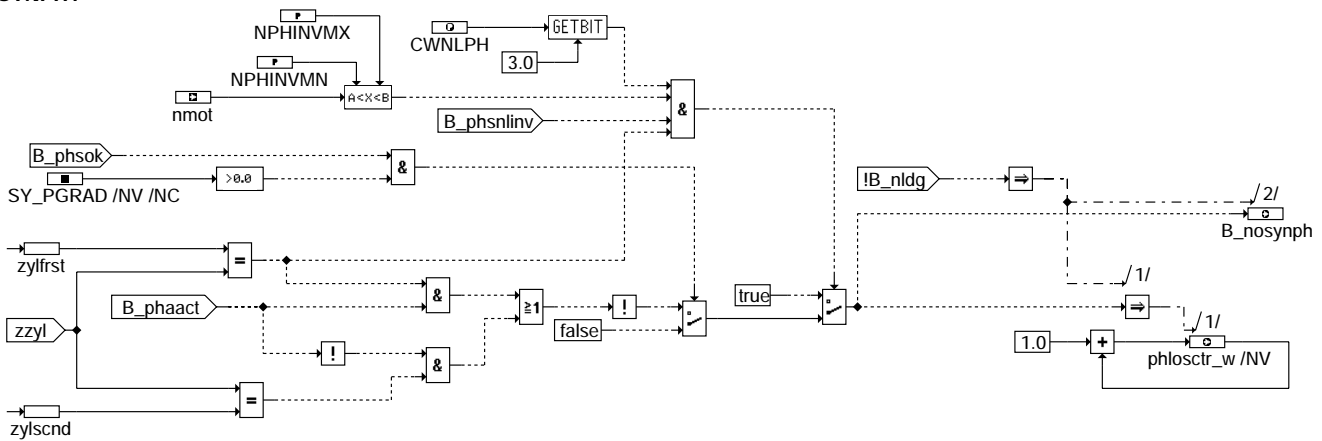 NPHINVMX
P
CWNLPH
GETBIT
3.0
NPHINVMN
P
A<X<B
nmot
B_phsnlinv
&
B_phsok
&
SY_PGRAD /NV /NC
>0.0
!B_nldg
⇒
/2/
B_nosynph
zylfrst
=
&
B_phaact
≥1
!
true
false
/1/
⇒
/1/
zzyl
!
&
1.0
+
phlosctr_w /NV
=
zylscnd